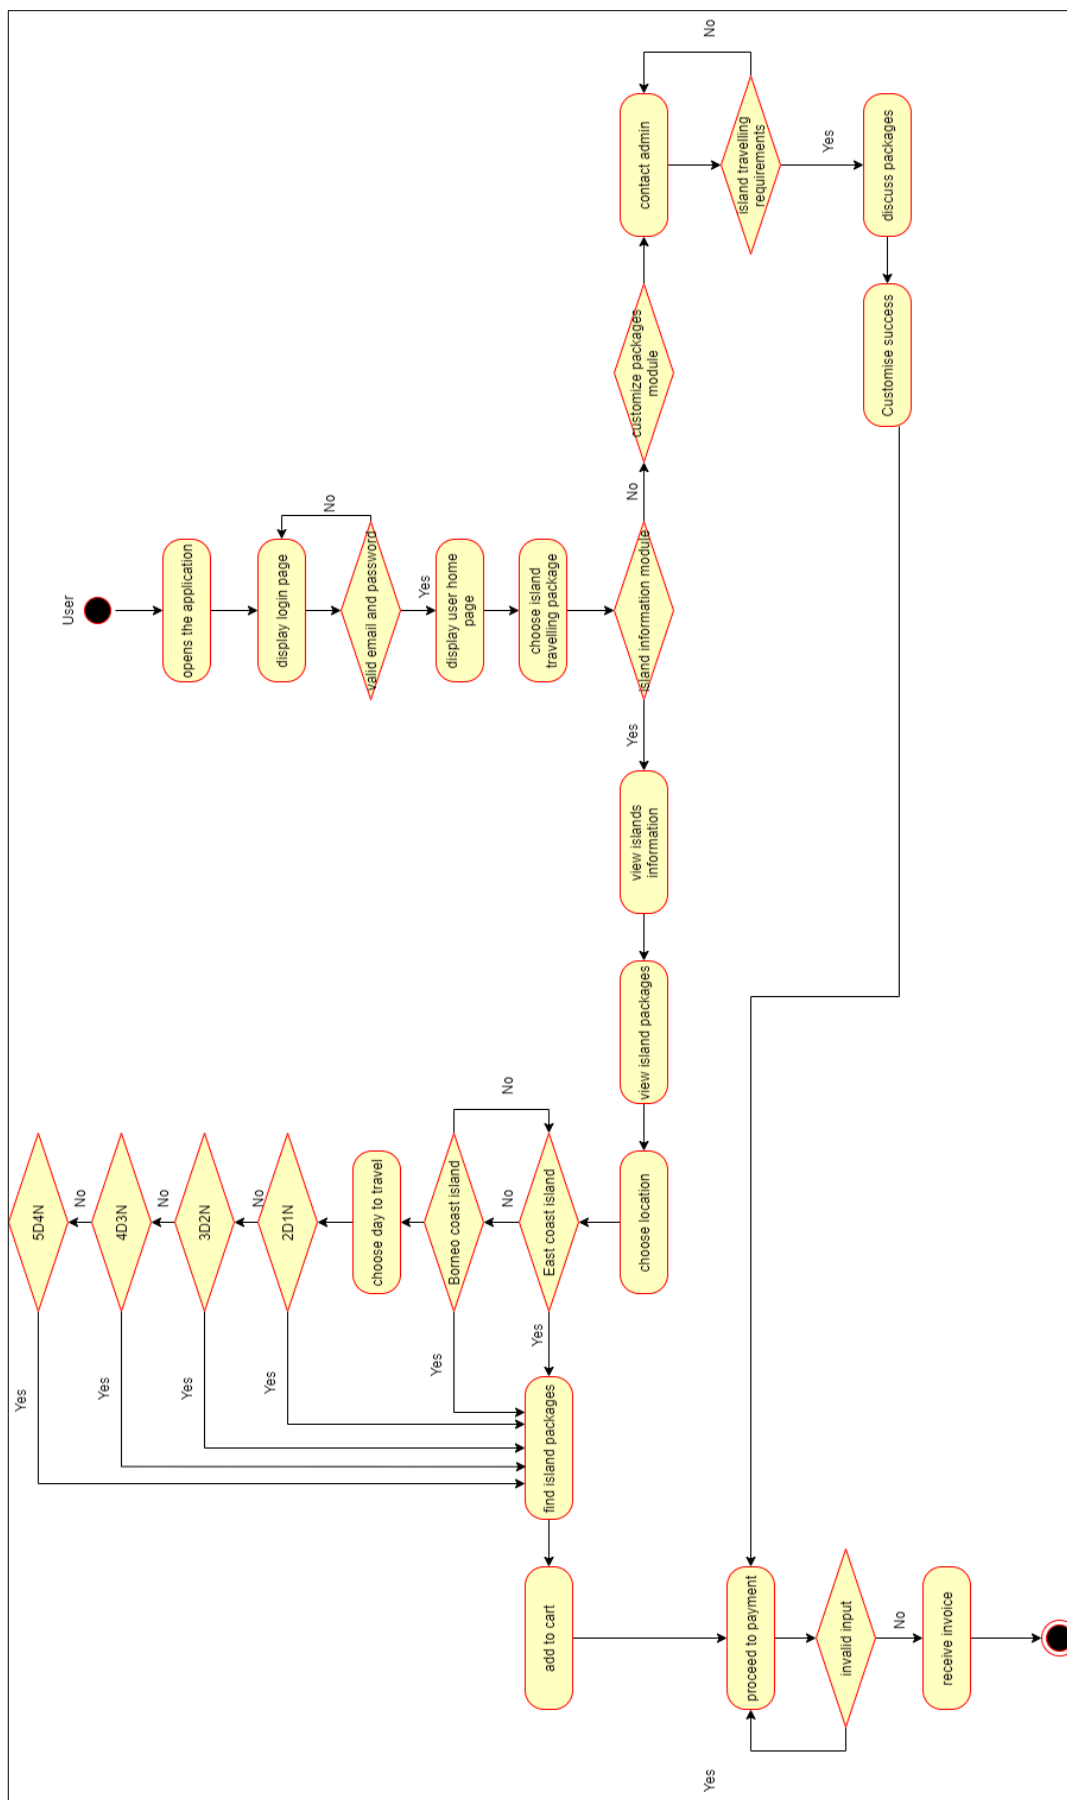 User
opens the application
display login page
No
valid email and password
Yes
display user home
page
choose island
travelling package
island information module
No
customize packages
module
contact admin
No
island travelling
requirements
Yes
discuss packages
Customise success
Yes
view islands
information
view island packages
choose location
East coast island
No
No
Borneo coast island
choose day to travel
2D1N
No
3D2N
No
4D3N
No
5D4N
Yes
Yes
Yes
Yes
Yes
Yes
find island packages
add to cart
proceed to payment
invalid input
Yes
No
receive invoice